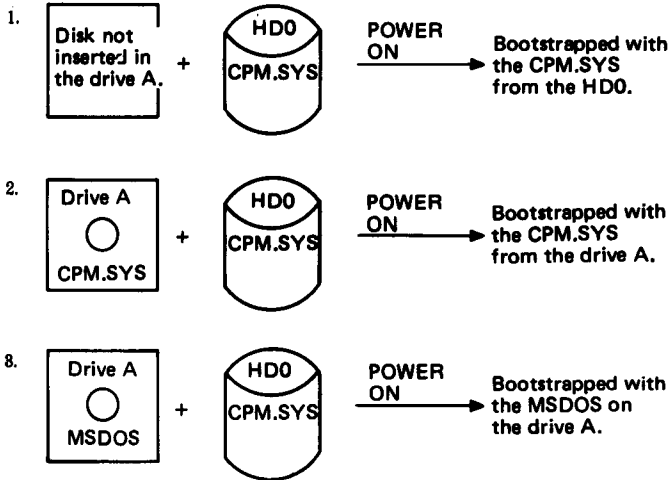 1.
Disk not
inserted in
the drive A.
+
HD0
CPM.SYS
POWER
ON
Bootstrapped with
the CPM.SYS
from the HD0.
2.
Drive A
CPM.SYS
+
HD0
CPM.SYS
POWER
ON
Bootstrapped with
the CPM.SYS
from the drive A.
8.
Drive A
MSDOS
+
HD0
CPM.SYS
POWER
ON
Bootstrapped with
the MSDOS on
the drive A.